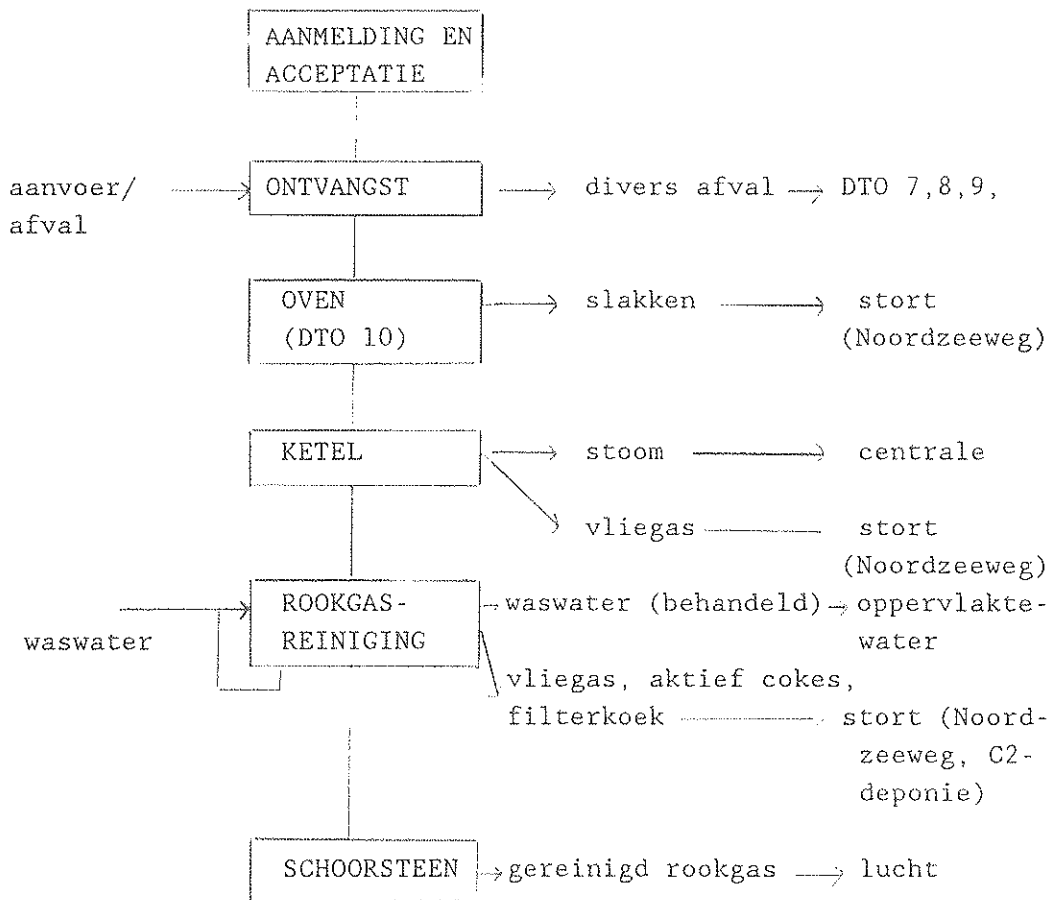 AANMELDING EN
ACCEPTATIE
aanvoer/
afval
ONTVANGST
divers afval
DTO 7,8,9,
OVEN
(DTO 10)
slakken
stort
(Noordzeeweg)
KETEL
stoom
centrale
vliegas
stort
(Noordzeeweg)
waswater
ROOKGAS-
REINIGING
waswater (behandeld)
oppervlakte-
water
vliegas, aktief cokes,
filterkoek
stort (Noord-
zeeweg, C2-
deponie)
SCHOORSTEEN
gereinigd rookgas
lucht